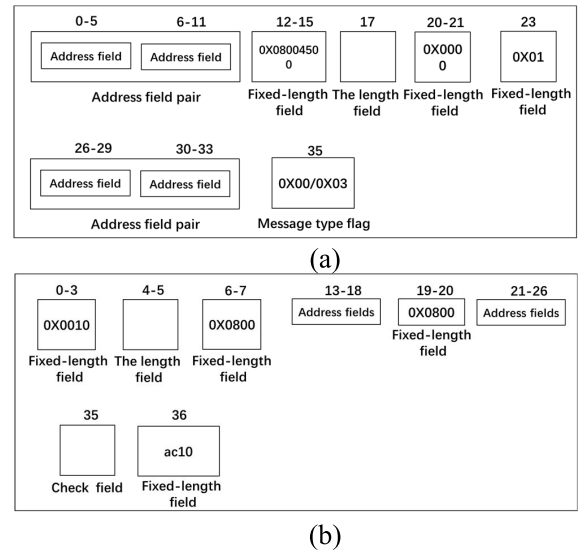 0-5 6-11 12-15 17 20-21 23
Address field Address field 0X0800450 0X0000 0X01
Address field pair Fixed-length field The length field Fixed-length field Fixed-length field
26-29 30-33 35
Address field Address field 0X00/0X03
Address field pair Message type flag
(a)
0-3 4-5 6-7 13-18 19-20 21-26
0X0010 0X0800 Address fields 0X0800 Address fields
Fixed-length field The length field Fixed-length field Fixed-length field
35 36
ac10
Check field Fixed-length field
(b)